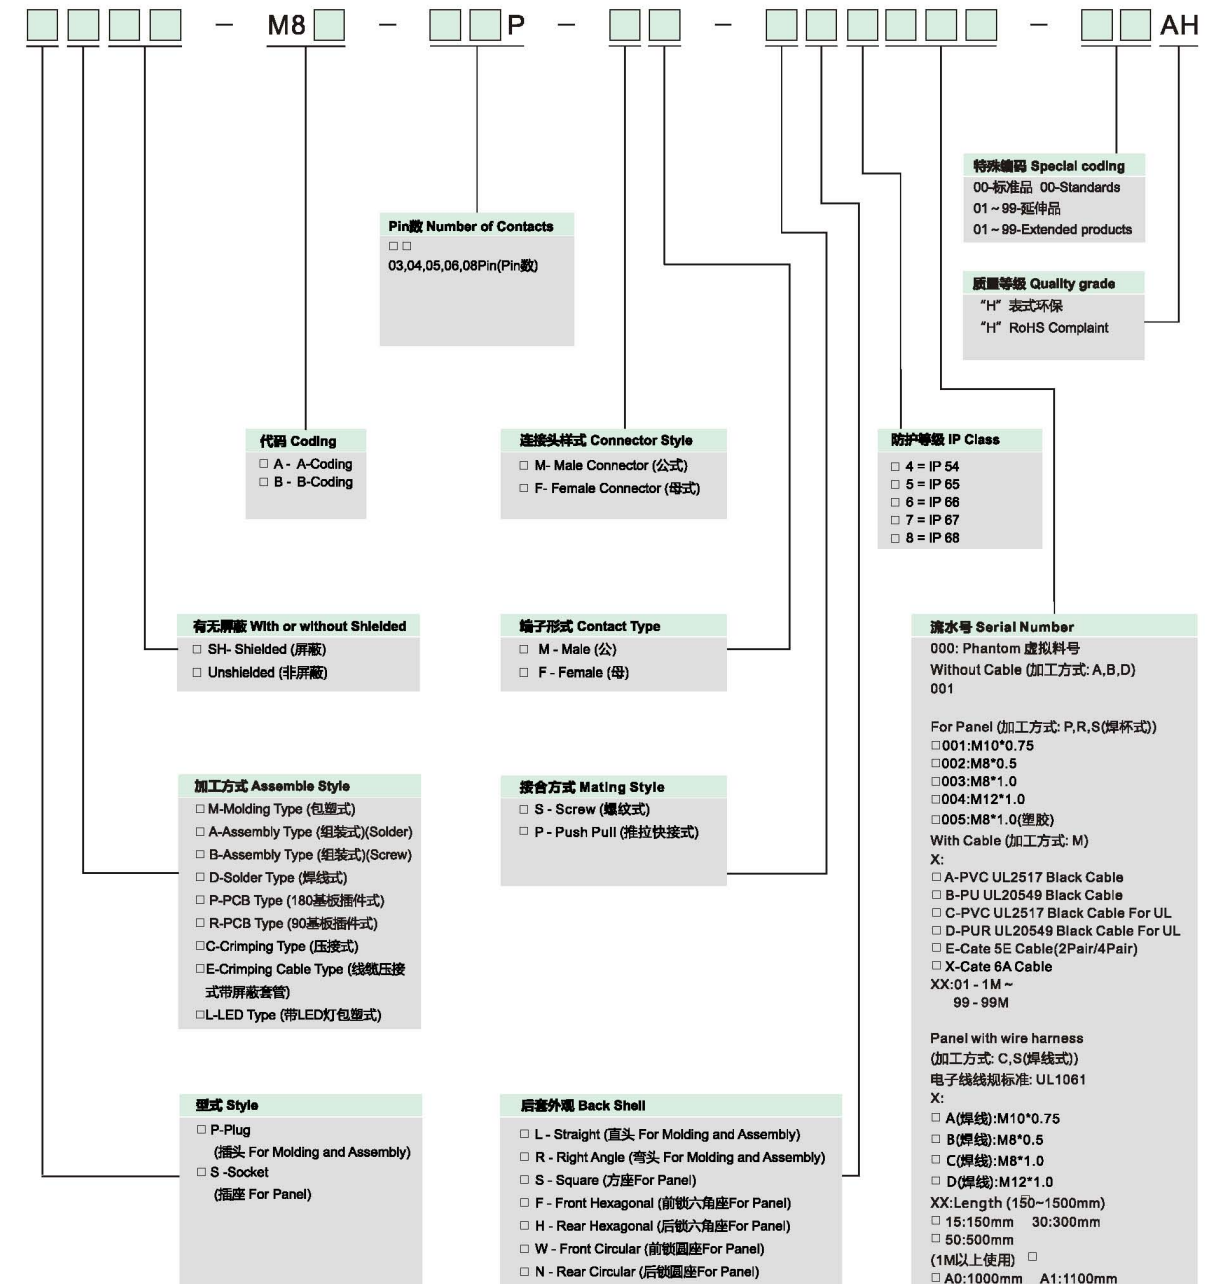 □ □ □□ - M8 □ - □□P - □ □ - □ □ □ □□□ - □□ AH
特殊编码 Special coding
00-标准品 00-Standards
01~99-延伸品
01~99-Extended products
Pin数 Number of Contacts
□ □
03,04,05,06,08Pin(Pin数)
质量等级 Quality grade
“H” 表式环保
“H” RoHS Complaint
代码 Coding
□ A - A-Coding
□ B - B-Coding
连接头样式 Connector Style
□ M- Male Connector (公式)
□ F- Female Connector (母式)
防护等级 IP Class
□ 4 = IP 54
□ 5 = IP 65
□ 6 = IP 66
□ 7 = IP 67
□ 8 = IP 68
有无屏蔽 With or without Shielded
□ SH- Shielded (屏蔽)
□ Unshielded (非屏蔽)
端子形式 Contact Type
□ M - Male (公)
□ F - Female (母)
加工方式 Assemble Style
□ M-Molding Type (包塑式)
□ A-Assembly Type (组装式)(Solder)
□ B-Assembly Type (组装式)(Screw)
□ D-Solder Type (焊线式)
□ P-PCB Type (180基板插件式)
□ R-PCB Type (90基板插件式)
□C-Crimping Type (压接式)
□E-Crimping Cable Type (线缆压接
式带屏蔽套管)
□L-LED Type (带LED灯包塑式)
接合方式 Mating Style
□ S - Screw (螺纹式)
□ P - Push Pull (推拉快接式)
型式 Style
□ P-Plug
(插头 For Molding and Assembly)
□ S -Socket
(插座 For Panel)
后套外观 Back Shell
□ L - Straight (直头 For Molding and Assembly)
□ R - Right Angle (弯头 For Molding and Assembly)
□ S - Square (方座For Panel)
□ F - Front Hexagonal (前锁六角座For Panel)
□ H - Rear Hexagonal (后锁六角座For Panel)
□ W - Front Circular (前锁圆座For Panel)
□ N - Rear Circular (后锁圆座For Panel)
流水号 Serial Number
000: Phantom 虚拟料号
Without Cable (加工方式: A,B,D)
001
For Panel (加工方式: P,R,S(焊杯式))
□001:M10*0.75
□002:M8*0.5
□003:M8*1.0
□004:M12*1.0
□005:M8*1.0(塑胶)
With Cable (加工方式: M)
X:
□ A-PVC UL2517 Black Cable
□ B-PU UL20549 Black Cable
□ C-PVC UL2517 Black Cable For UL
□ D-PUR UL20549 Black Cable For UL
□ E-Cate 5E Cable(2Pair/4Pair)
□ X-Cate 6A Cable
XX:01 - 1M ~
99 - 99M
Panel with wire harness
(加工方式: C,S(焊线式))
电子线线规标准: UL1061
X:
□ A(焊线):M10*0.75
□ B(焊线):M8*0.5
□ C(焊线):M8*1.0
□ D(焊线):M12*1.0
XX:Length (150~1500mm)
□ 15:150mm 30:300mm
□ 50:500mm
(1M以上使用) □
□ A0:1000mm A1:1100mm